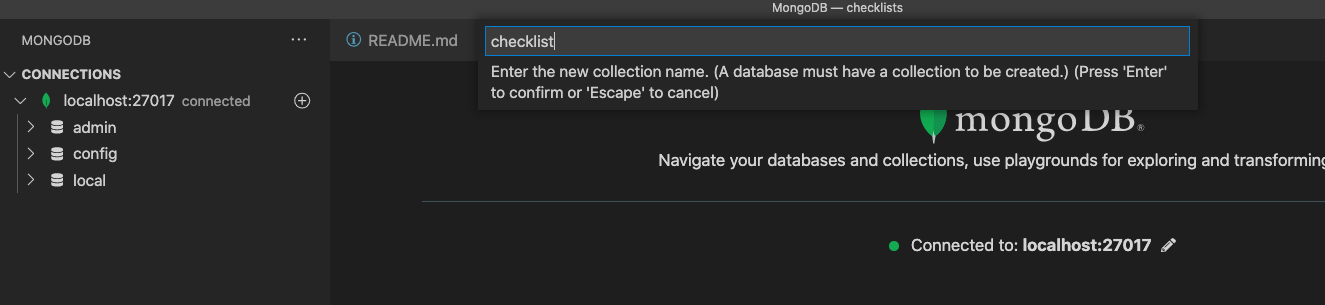 MongoDB — checklists
MONGODB
README.md
checklist
Enter the new collection name. (A database must have a collection to be created.) (Press 'Enter'
to confirm or 'Escape' to cancel)
CONNECTIONS
localhost:27017 connected
admin
config
local
mongoDB®
Navigate your databases and collections, use playgrounds for exploring and transforming
Connected to: localhost:27017